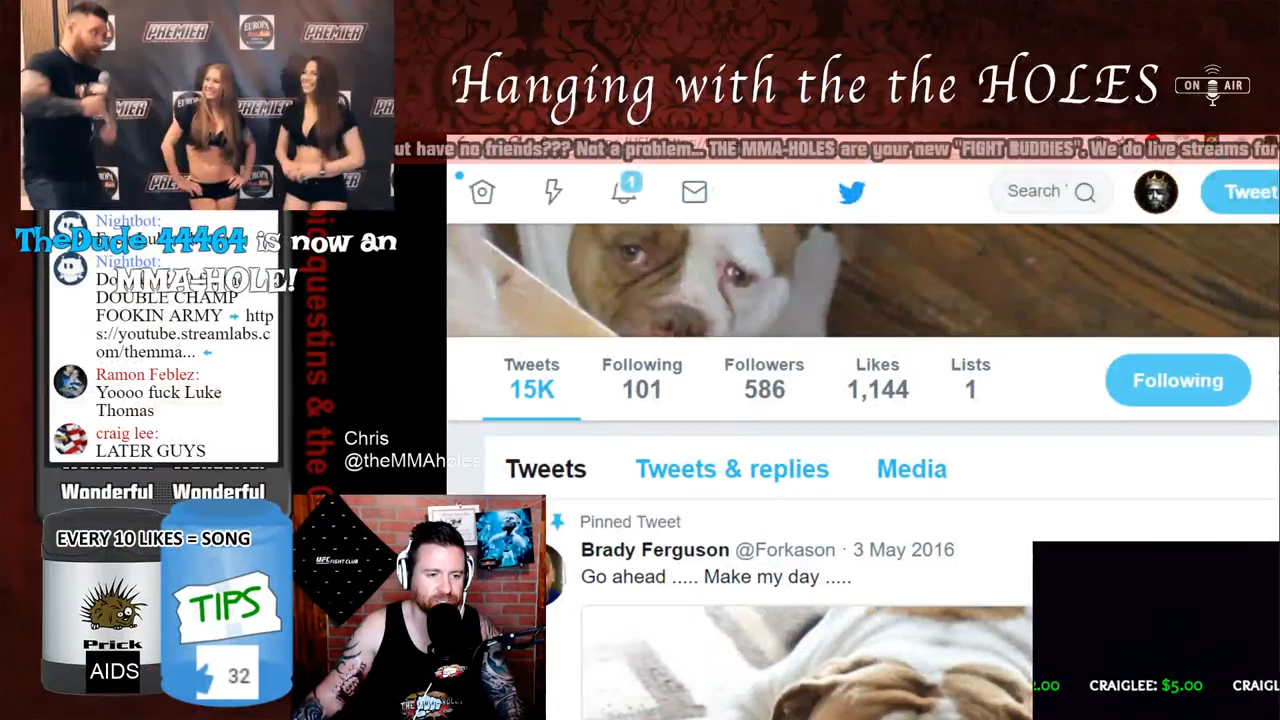 PREMIER
EUROPA
PREMIER
Hanging with the the HOLES
ON AIR
ut have no friends??? Not a problem... THE MMA-HOLES are your new "FIGHT BUDDIES". We do live streams for
1
Search
Tweet
Nightbot:
TheDude 44464 is now an
MMA-HOLE!
Nightbot:
DOUBLE CHAMP
FOOKIN ARMY → http
s://youtube.streamlabs.c
om/themma... ←
Ramon Feblez:
Yoooo fuck Luke
Thomas
craig lee:
LATER GUYS
Wonderful Wonderful
Tweets Following Followers Likes Lists
15K 101 586 1,144 1
Following
Chris
@theMMAholes
Tweets Tweets & replies Media
Pinned Tweet
Brady Ferguson @Forkason · 3 May 2016
Go ahead ..... Make my day .....
UFC FIGHT CLUB
EVERY 10 LIKES = SONG
TIPS
Prick
AIDS
32
2.00 CRAIGLEE: $5.00 CRAIGL